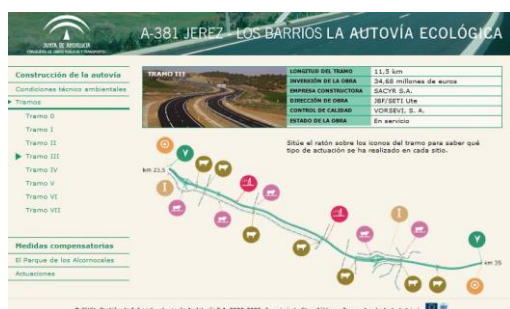 JUNTA DE ANDALUCIA
A-381 JEREZ - LOS BARRIOS LA AUTOVÍA ECOLÓGICA
Construcción de la autovía
Condiciones técnico ambientales
Tramos
Tramo 0
Tramo I
Tramo II
Tramo III
Tramo IV
Tramo V
Tramo VI
Tramo VII
Medidas compensatorias
El Parque de los Alcornocales
Actuaciones
TRAMO III
LONGITUD DEL TRAMO 11,5 km
INVERSIÓN DE LA OBRA 34,68 millones de euros
EMPRESA CONSTRUCTORA SACYR S.A.
DIRECCIÓN DE OBRA JBF/SETI Ute
CONTROL DE CALIDAD VORSEVI, S. A.
ESTADO DE LA OBRA En servicio
Sitúe el ratón sobre los iconos del tramo para saber qué
tipo de actuación se ha realizado en cada sitio.
km 23,5
km 35